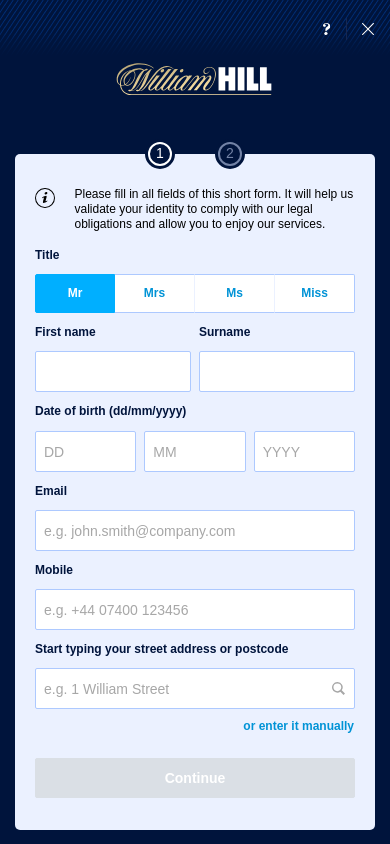 ?
William HILL
1 2
Please fill in all fields of this short form. It will help us
validate your identity to comply with our legal
obligations and allow you to enjoy our services.
Title
Mr Mrs Ms Miss
First name Surname
Date of birth (dd/mm/yyyy)
DD MM YYYY
Email
e.g. john.smith@company.com
Mobile
e.g. +44 07400 123456
Start typing your street address or postcode
e.g. 1 William Street
or enter it manually
Continue